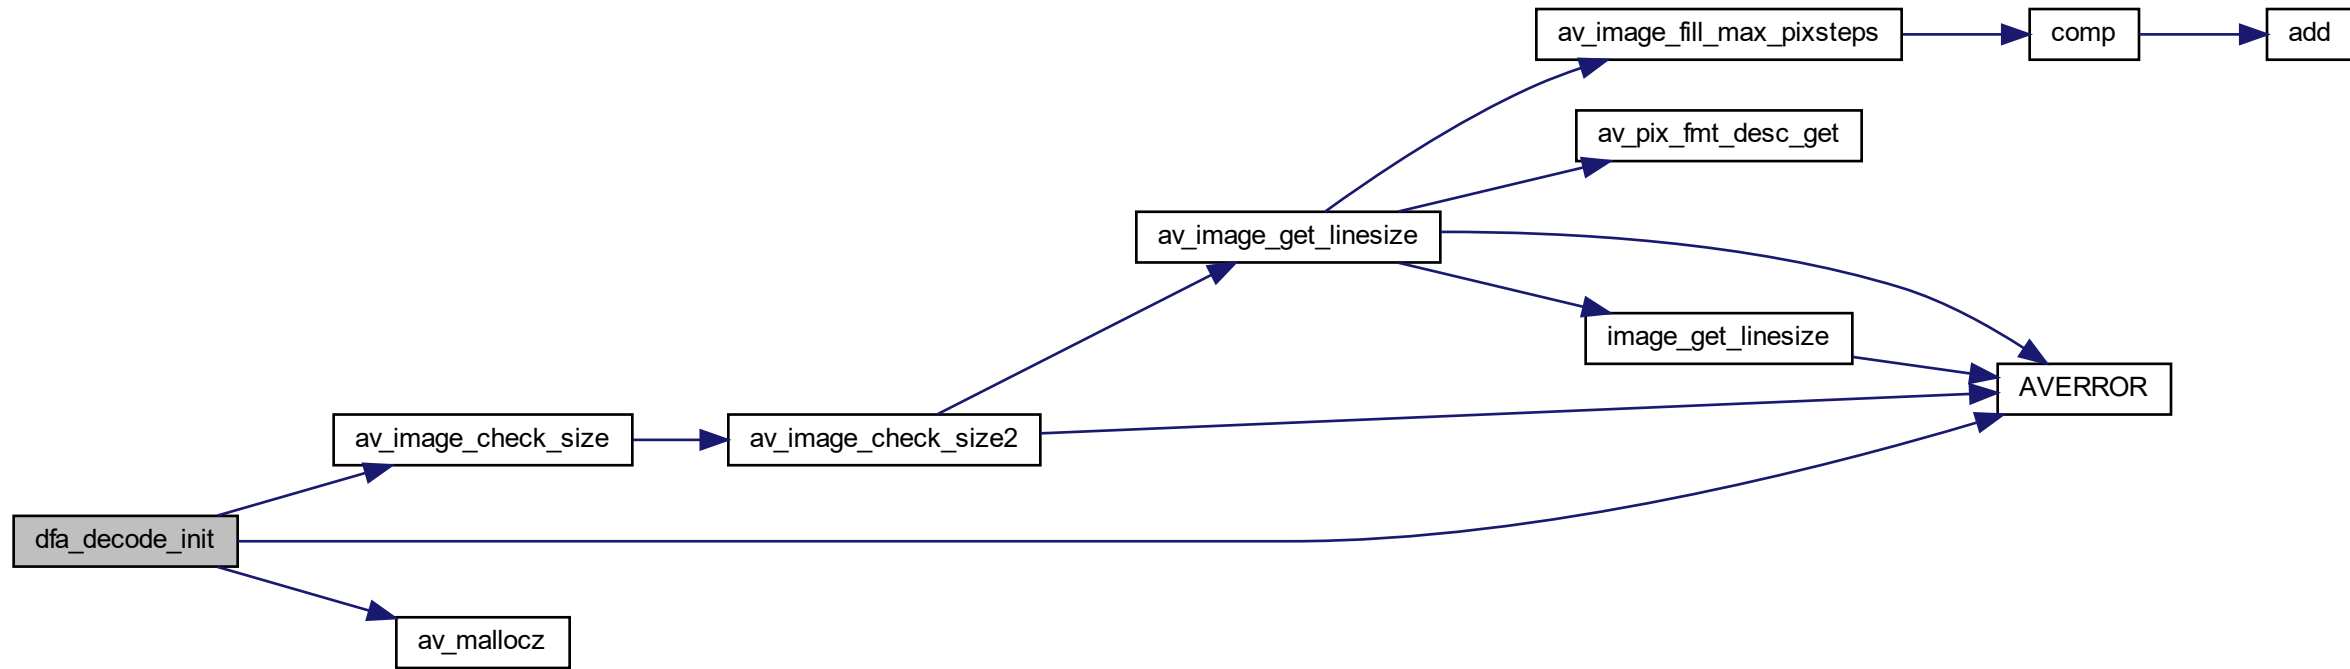 av_image_fill_max_pixsteps
comp
add
av_pix_fmt_desc_get
av_image_get_linesize
image_get_linesize
AVERROR
av_image_check_size
av_image_check_size2
dfa_decode_init
av_mallocz